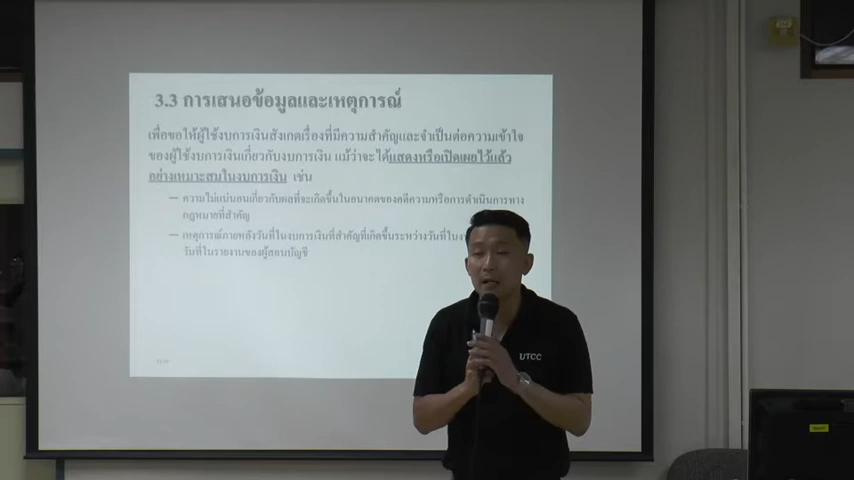 3.3 การเสนอข้อมูลและเหตุการณ์
เพื่อขอให้ผู้ใช้งบการเงินสังเกตเรื่องที่มีความสำคัญและจำเป็นต่อความเข้าใจ
ของผู้ใช้งบการเงินเกี่ยวกับงบการเงิน แม้ว่าจะได้แสดงหรือเปิดเผยไว้แล้ว
อย่างเหมาะสมในงบการเงิน เช่น
— ความไม่แน่นอนเกี่ยวกับผลที่จะเกิดขึ้นในอนาคตของคดีความหรือการดำเนินการทาง
กฎหมายที่สำคัญ
— เหตุการณ์ภายหลังวันที่ในงบการเงินที่สำคัญที่เกิดขึ้นระหว่างวันที่ใน
วันที่ในรายงานของผู้สอบบัญชี
UTCC